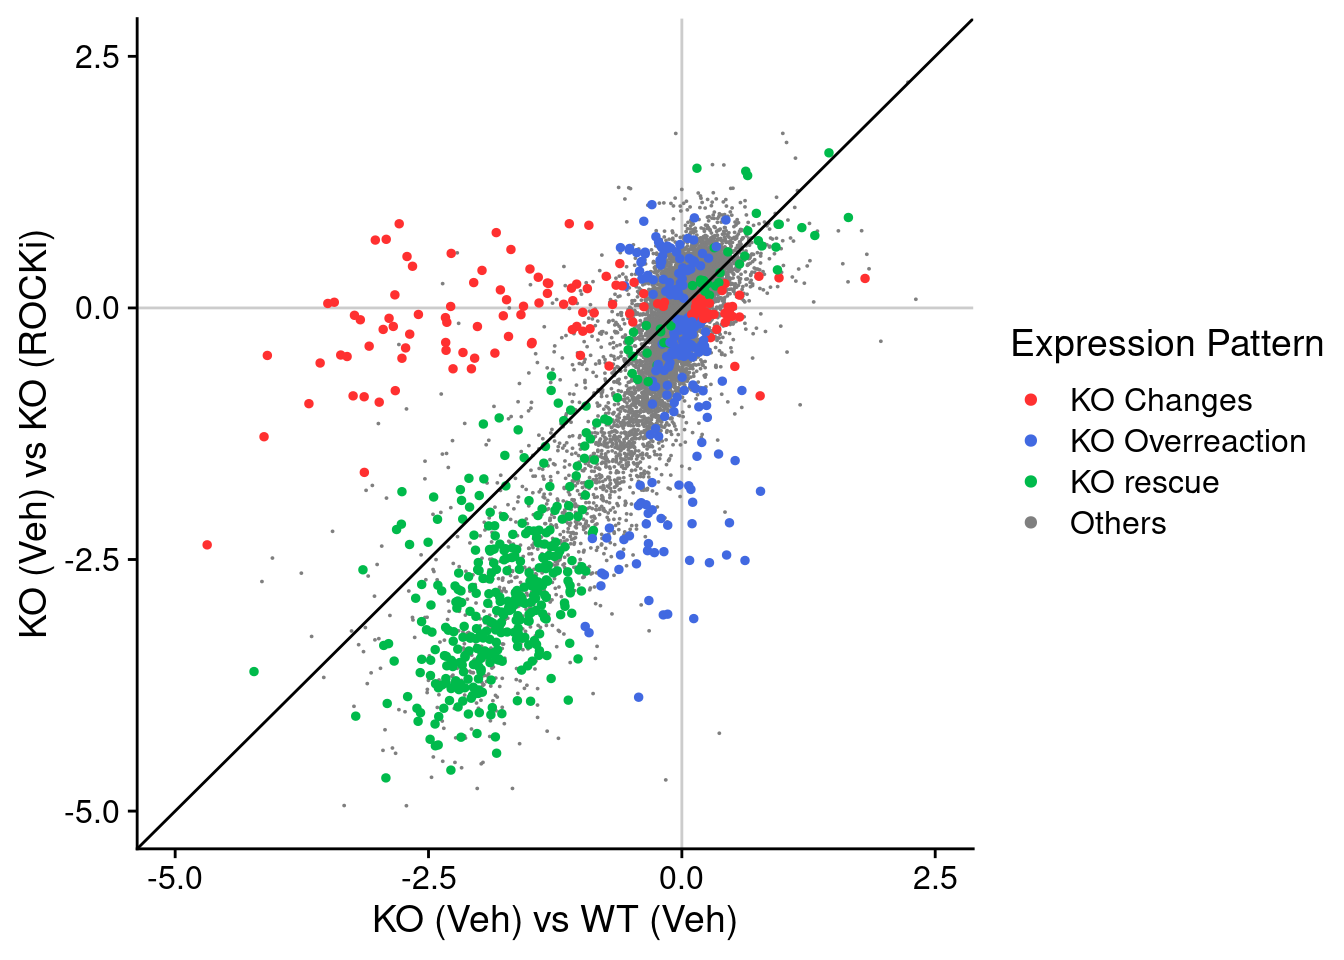 KO (Veh) vs KO (ROCKi)
2.5
0.0
-2.5
-5.0
-5.0
-2.5
0.0
2.5
KO (Veh) vs WT (Veh)
Expression Pattern
KO Changes
KO Overreaction
KO rescue
Others